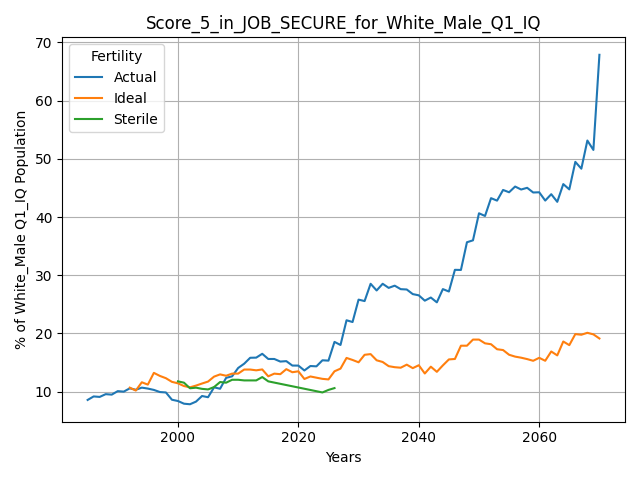 Score_5_in_JOB_SECURE_for_White_Male_Q1_IQ
% of White_Male Q1_IQ Population
70
60
50
40
30
20
10
Fertility
Actual
Ideal
Sterile
2000
2020
2040
2060
Years